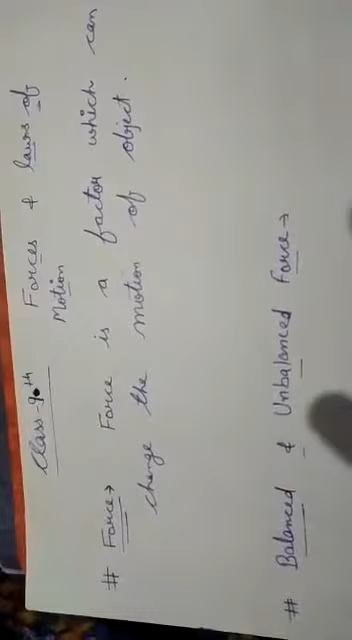 Class-9th Forces & laws of
Motion
# Force→ Force is a factor which can
change the motion of object.
# Balanced & Unbalanced Force→